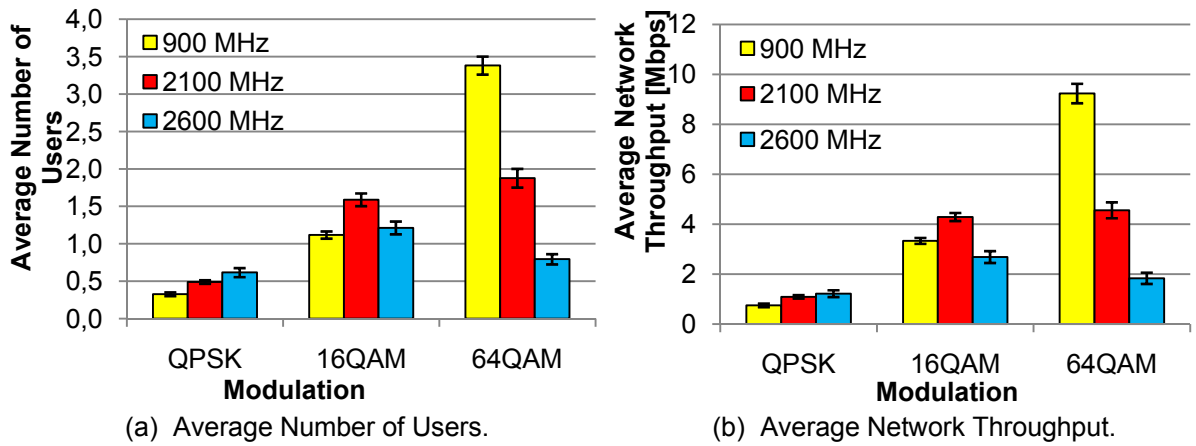 Average Number of
Users
4,0
3,5
3,0
2,5
2,0
1,5
1,0
0,5
0,0
900 MHz
2100 MHz
2600 MHz
QPSK 16QAM 64QAM
Modulation
(a) Average Number of Users.
Average Network
Throughput [Mbps]
12
10
8
6
4
2
0
900 MHz
2100 MHz
2600 MHz
QPSK 16QAM 64QAM
Modulation
(b) Average Network Throughput.